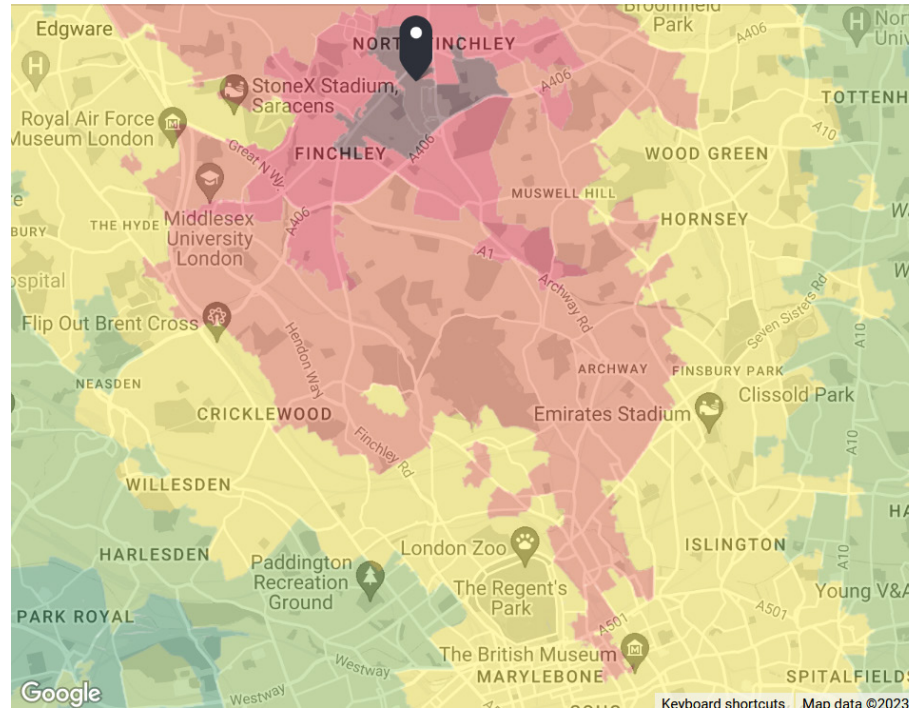 Edgware
Broomfield
Park
A406
NORTH FINCHLEY
StoneX Stadium,
Saracens
A406
TOTTENH
Royal Air Force
Museum London
A10
A406
FINCHLEY
Great N Wy.
WOOD GREEN
MUSWELL HILL
Middlesex
University
London
A406
THE HYDE
HORNSEY
BURY
A1
Archway Rd
ospital
Seven Sisters Rd
Flip Out Brent Cross
Hendon Way
A10
NEASDEN
ARCHWAY
FINSBURY PARK
Clissold Park
CRICKLEWOOD
Emirates Stadium
Finchley Rd
A10
WILLESDEN
HARLESDEN
London Zoo
ISLINGTON
Paddington
Recreation
Ground
The Regent's
Park
Young V&A
PARK ROYAL
A501
A501
Westway
The British Museum
MARYLEBONE
SPITALFIELDS
Westway
Google
Keyboard shortcuts
Map data ©2023